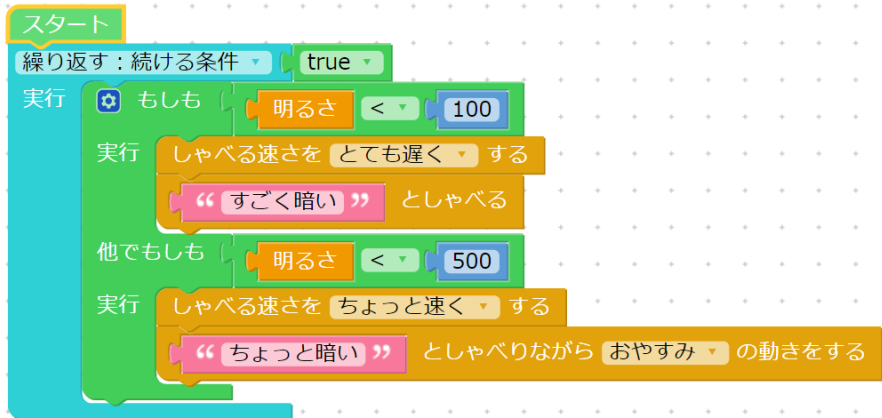 スタート
繰り返す：続ける条件 true
実行 もしも 明るさ < 100
実行 しゃべる速さを とても遅く する
“ すごく暗い ” としゃべる
他でもしも 明るさ < 500
実行 しゃべる速さを ちょっと速く する
“ ちょっと暗い ” としゃべりながら おやすみ の動きをする